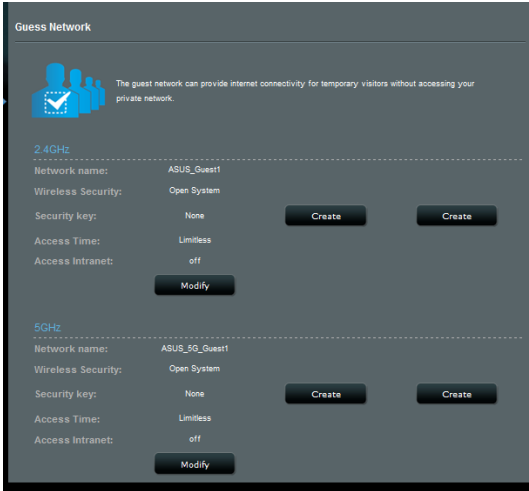 Guess Network
The guest network can provide internet connectivity for temporary visitors without accessing your
private network.
2.4GHz
Network name: ASUS_Guest1
Wireless Security: Open System
Security key: None Create Create
Access Time: Limitless
Access Intranet: off
Modify
5GHz
Network name: ASUS_5G_Guest1
Wireless Security: Open System
Security key: None Create Create
Access Time: Limitless
Access Intranet: off
Modify